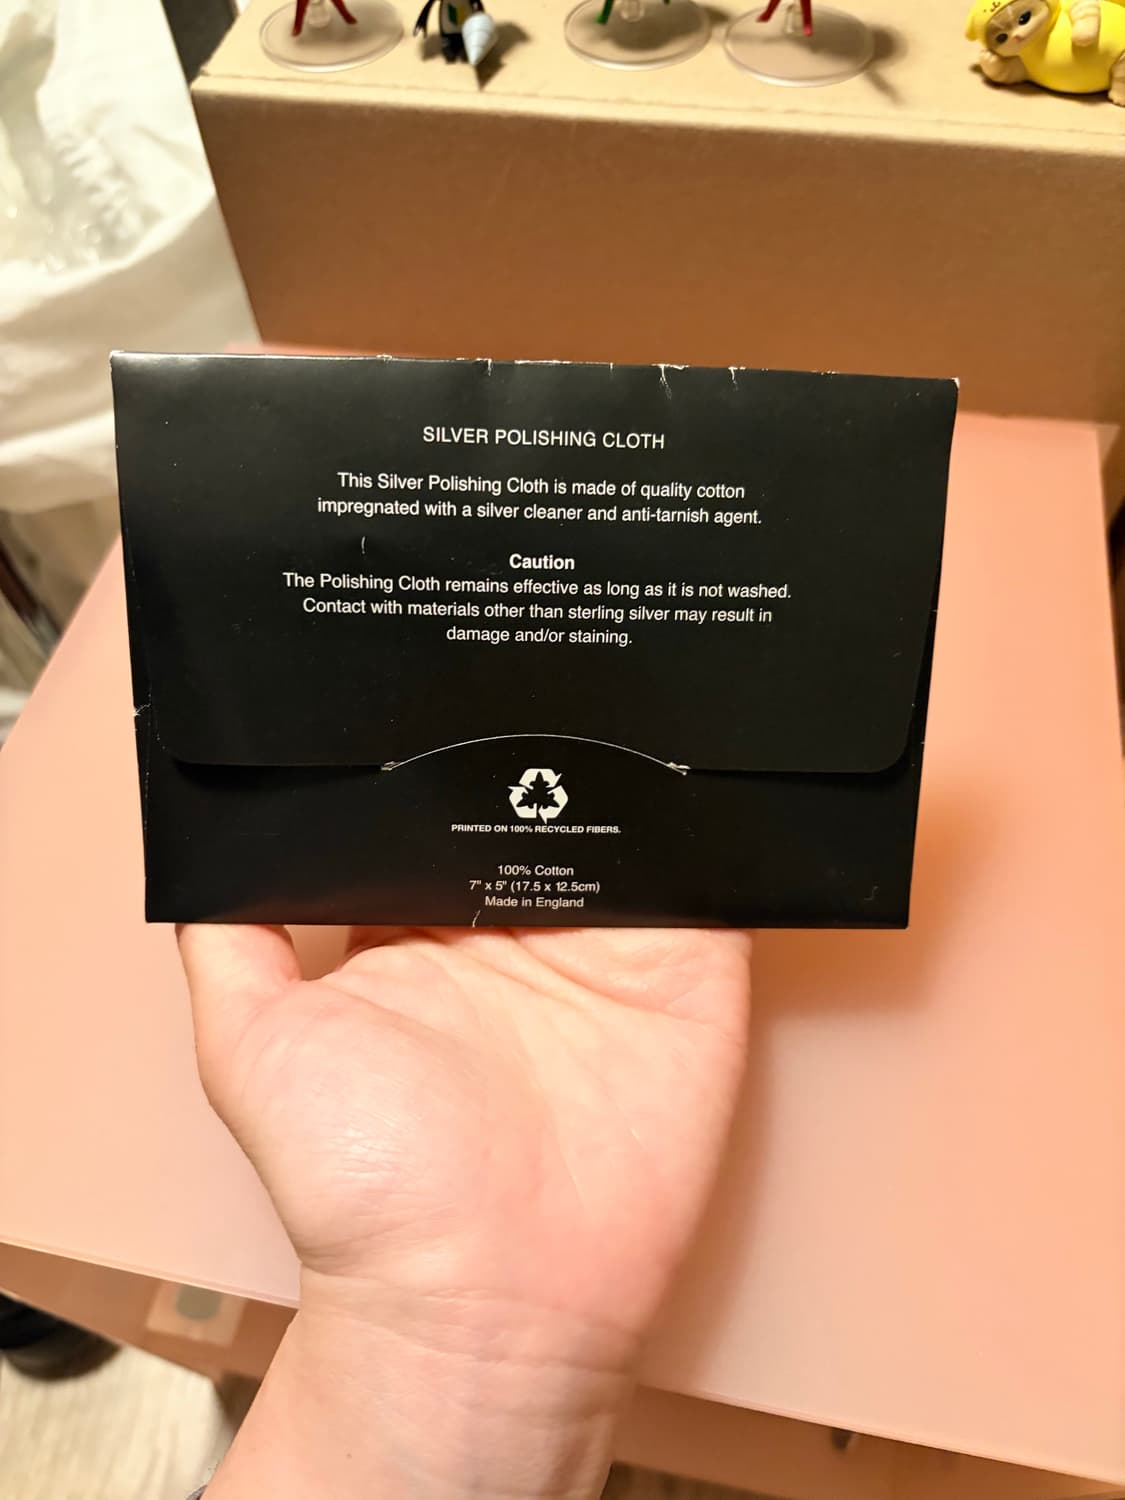 SILVER POLISHING CLOTH
This Silver Polishing Cloth is made of quality cotton
impregnated with a silver cleaner and anti-tarnish agent.
Caution
The Polishing Cloth remains effective as long as it is not washed.
Contact with materials other than sterling silver may result in
damage and/or staining.
PRINTED ON 100% RECYCLED FIBERS.
100% Cotton
7" x 5" (17.5 x 12.5cm)
Made in England